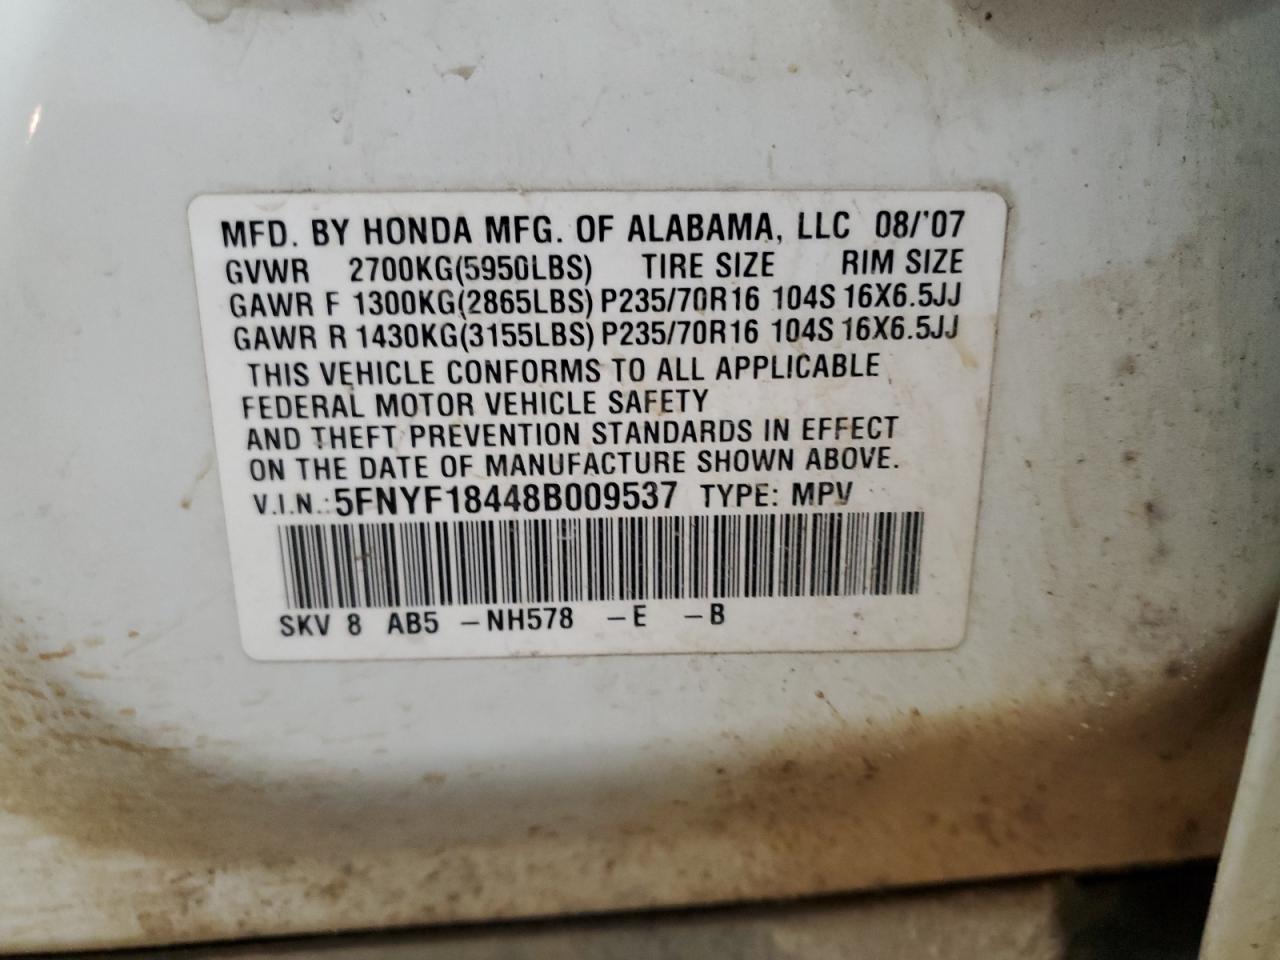 MFD. BY HONDA MFG. OF ALABAMA, LLC 08/'07
GVWR 2700KG(5950LBS) TIRE SIZE RIM SIZE
GAWR F 1300KG(2865LBS) P235/70R16 104S 16X6.5JJ
GAWR R 1430KG(3155LBS) P235/70R16 104S 16X6.5JJ
THIS VEHICLE CONFORMS TO ALL APPLICABLE
FEDERAL MOTOR VEHICLE SAFETY
AND THEFT PREVENTION STANDARDS IN EFFECT
ON THE DATE OF MANUFACTURE SHOWN ABOVE.
V.I.N.: 5FNYF18448B009537 TYPE: MPV
SKV 8 AB5 -NH578 -E -B